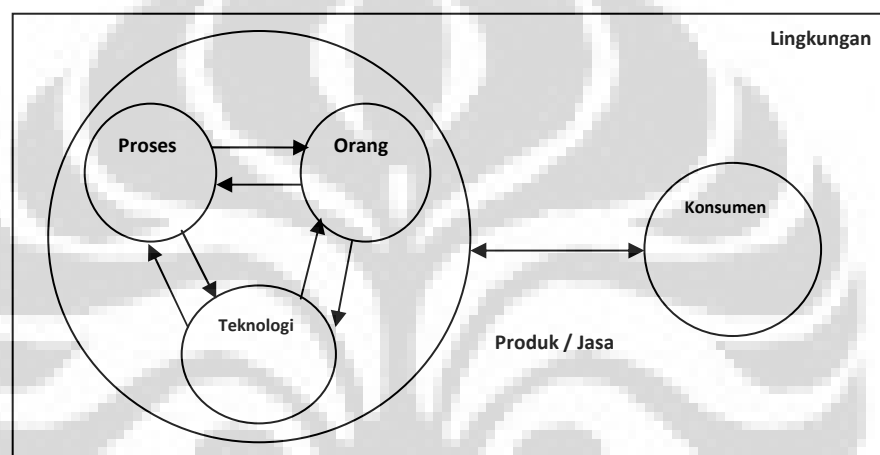 Lingkungan
Proses
Orang
Konsumen
Teknologi
Produk / Jasa